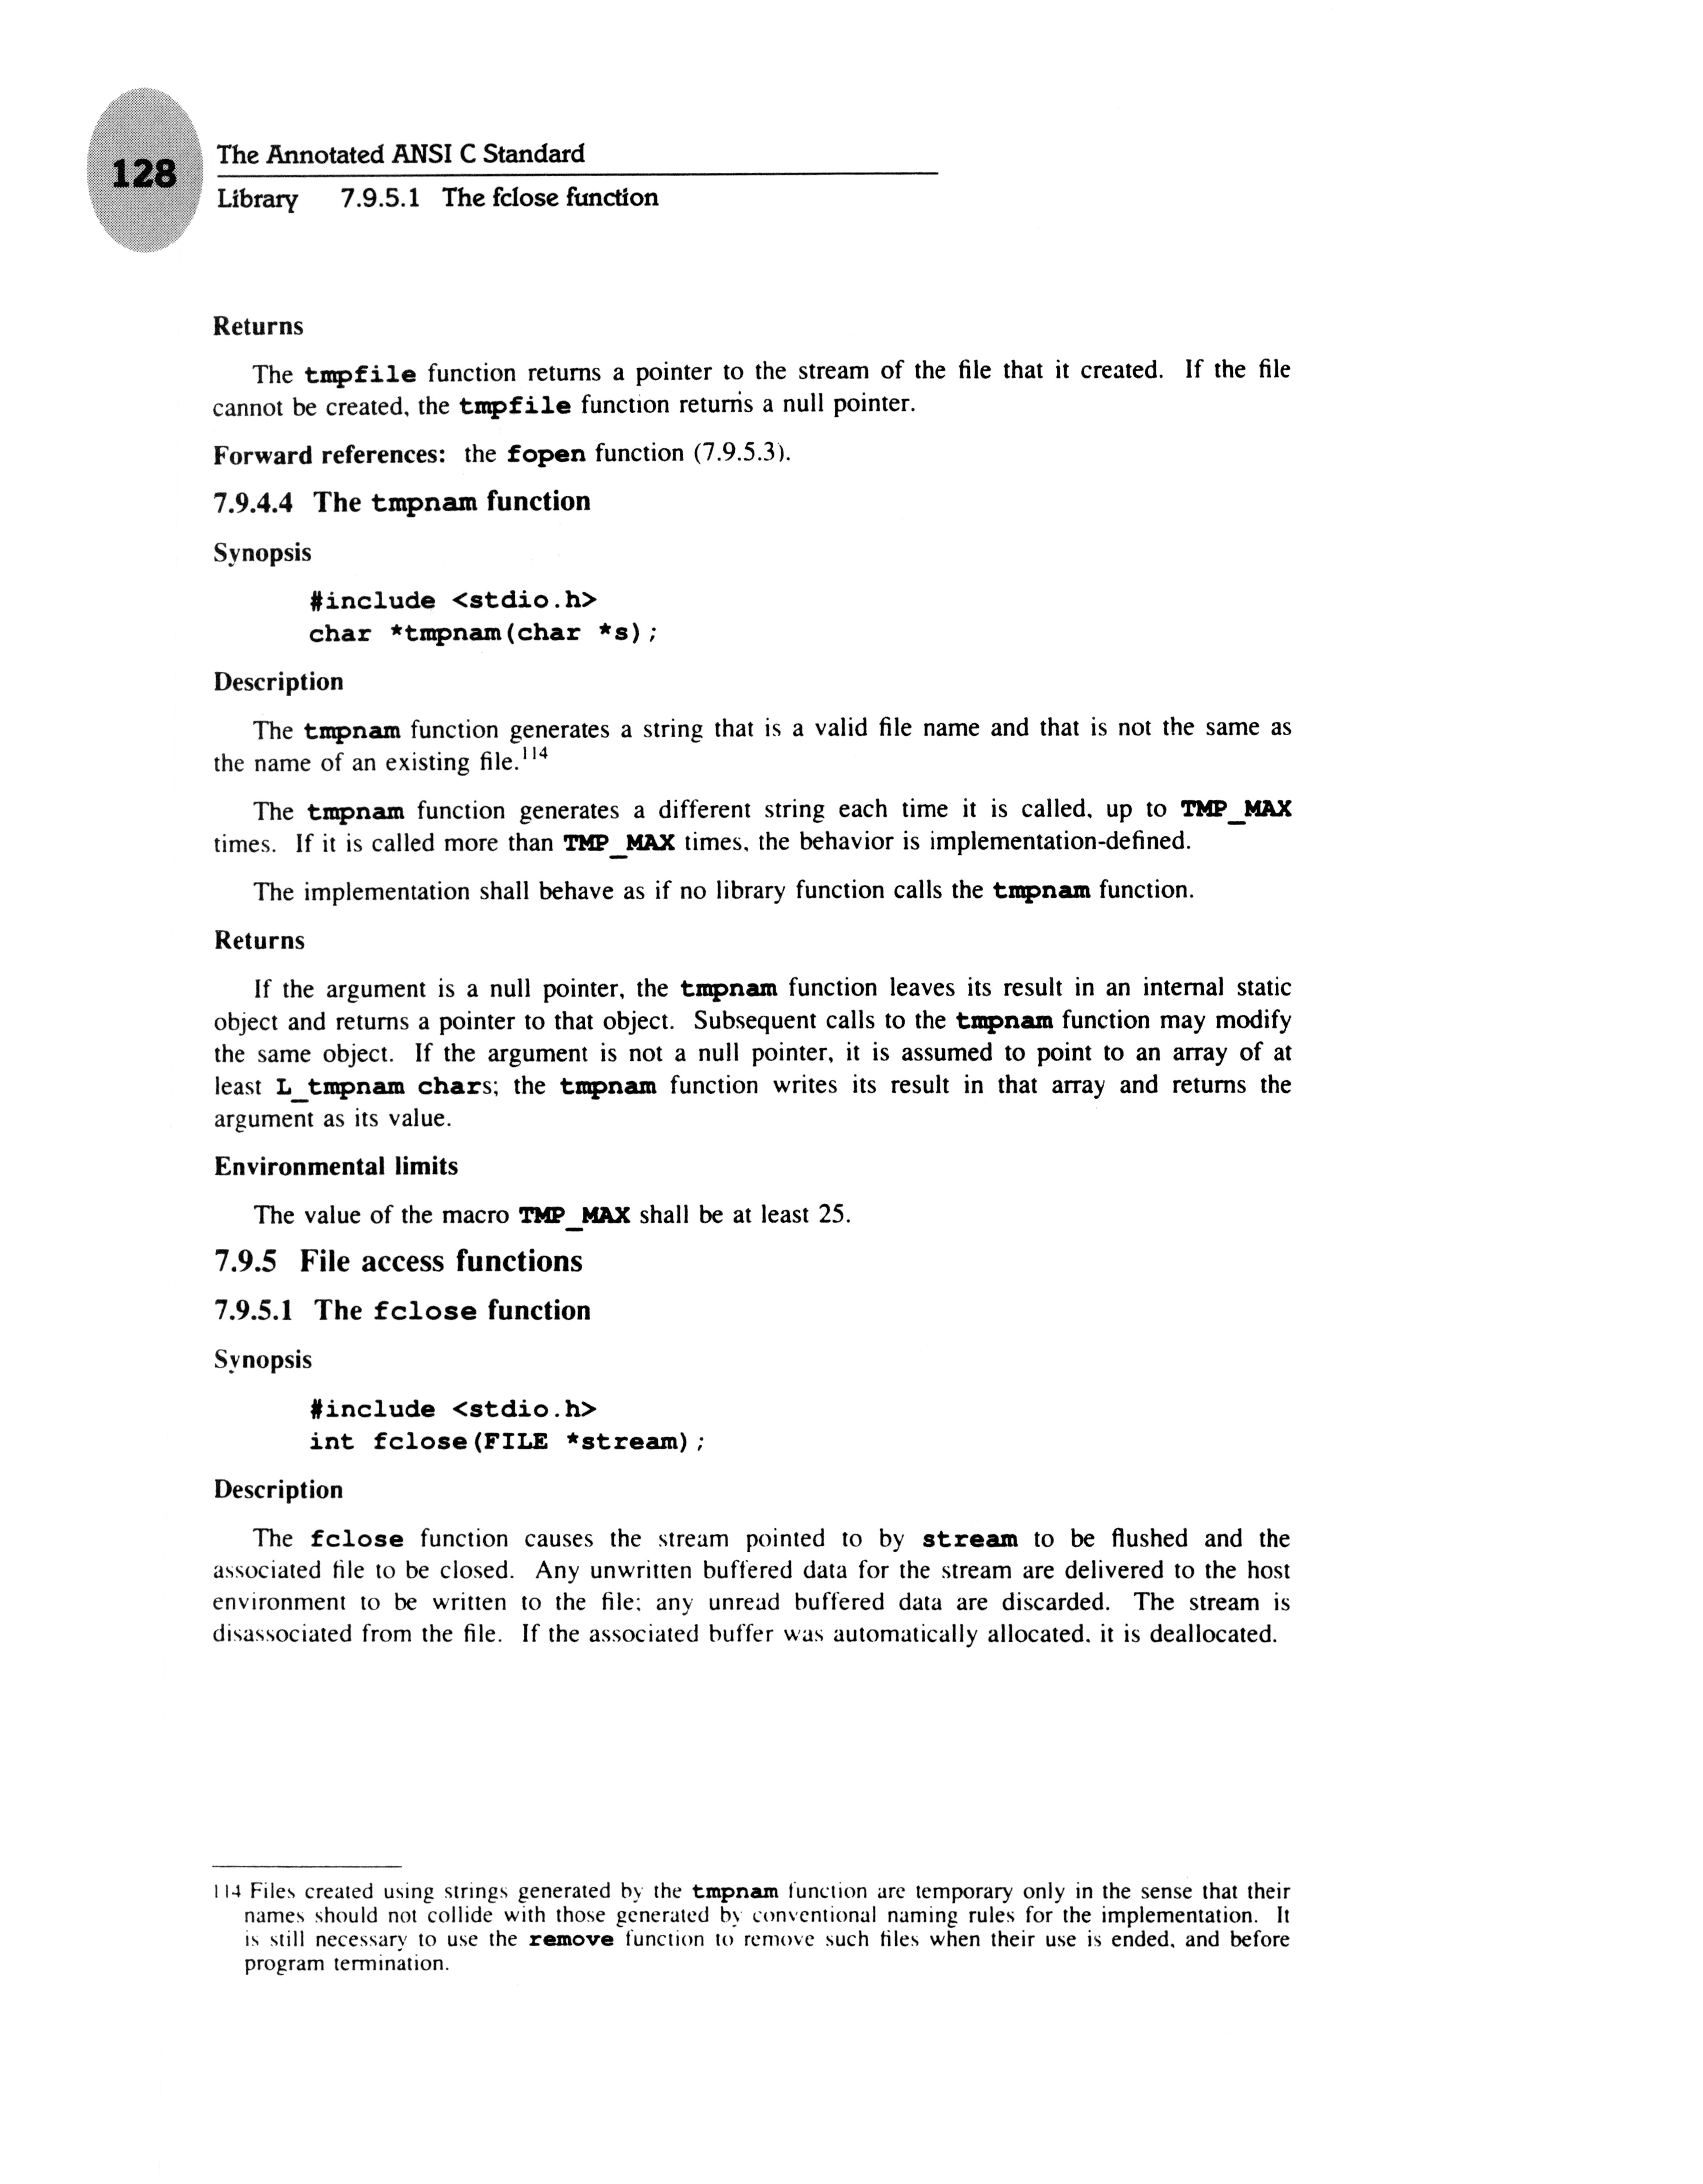 128
The Annotated ANSI C Standard
Library 7.9.5.1 The fclose function
Returns
The tmpfile function returns a pointer to the stream of the file that it created. If the file
cannot be created, the tmpfile function returns a null pointer.
Forward references: the fopen function (7.9.5.3).
7.9.4.4 The tmpnam function
Synopsis
#include <stdio.h>
char *tmpnam(char *s);
Description
The tmpnam function generates a string that is a valid file name and that is not the same as
the name of an existing file.114
The tmpnam function generates a different string each time it is called, up to TMP_MAX
times. If it is called more than TMP_MAX times, the behavior is implementation-defined.
The implementation shall behave as if no library function calls the tmpnam function.
Returns
If the argument is a null pointer, the tmpnam function leaves its result in an internal static
object and returns a pointer to that object. Subsequent calls to the tmpnam function may modify
the same object. If the argument is not a null pointer, it is assumed to point to an array of at
least L_tmpnam chars; the tmpnam function writes its result in that array and returns the
argument as its value.
Environmental limits
The value of the macro TMP_MAX shall be at least 25.
7.9.5 File access functions
7.9.5.1 The fclose function
Synopsis
#include <stdio.h>
int fclose(FILE *stream);
Description
The fclose function causes the stream pointed to by stream to be flushed and the
associated file to be closed. Any unwritten buffered data for the stream are delivered to the host
environment to be written to the file; any unread buffered data are discarded. The stream is
disassociated from the file. If the associated buffer was automatically allocated, it is deallocated.
114 Files created using strings generated by the tmpnam function are temporary only in the sense that their
names should not collide with those generated by conventional naming rules for the implementation. It
is still necessary to use the remove function to remove such files when their use is ended, and before
program termination.